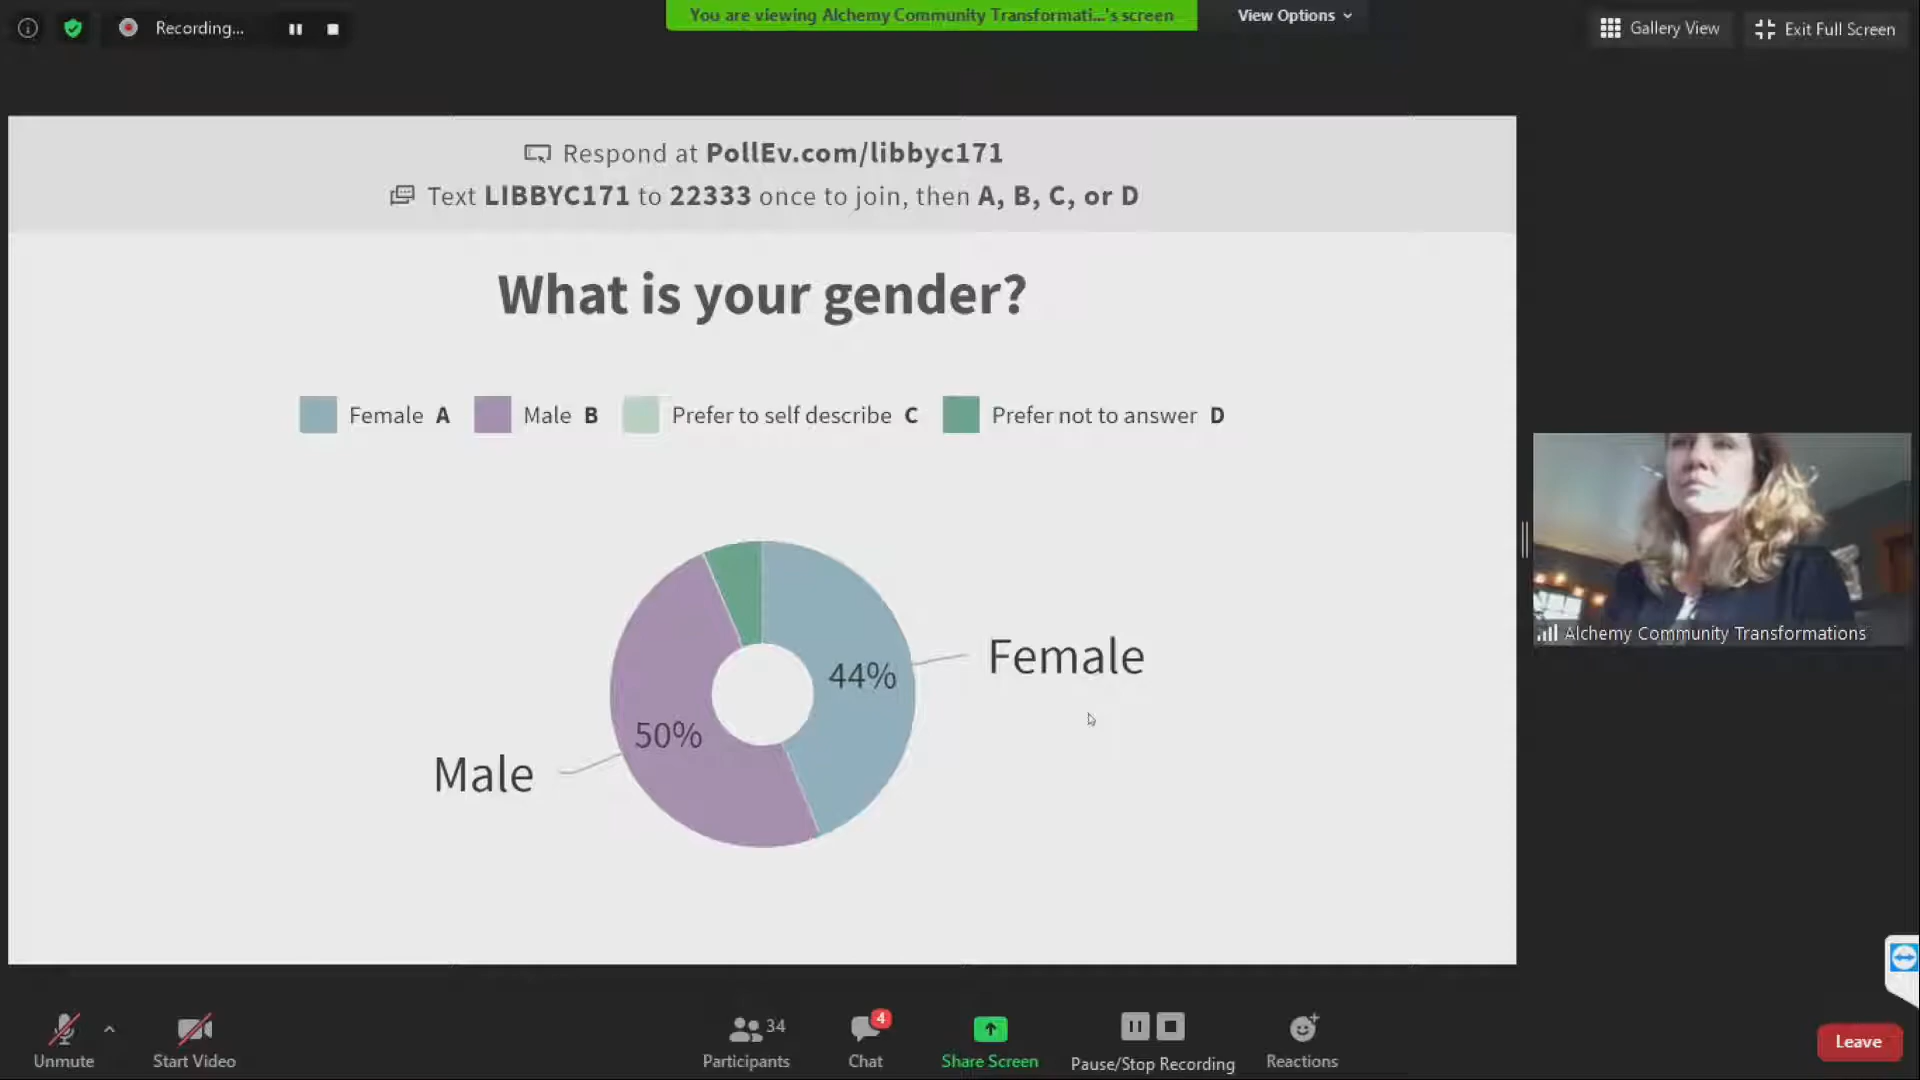 Recording...
You are viewing Alchemy Community Transformati...'s screen
View Options
Gallery View
Exit Full Screen
Respond at PollEv.com/libbyc171
Text LIBBYC171 to 22333 once to join, then A, B, C, or D
What is your gender?
Female A Male B Prefer to self describe C Prefer not to answer D
44%
Female
50%
Male
Alchemy Community Transformations
Unmute
Start Video
34
Participants
4
Chat
Share Screen
Pause/Stop Recording
Reactions
Leave